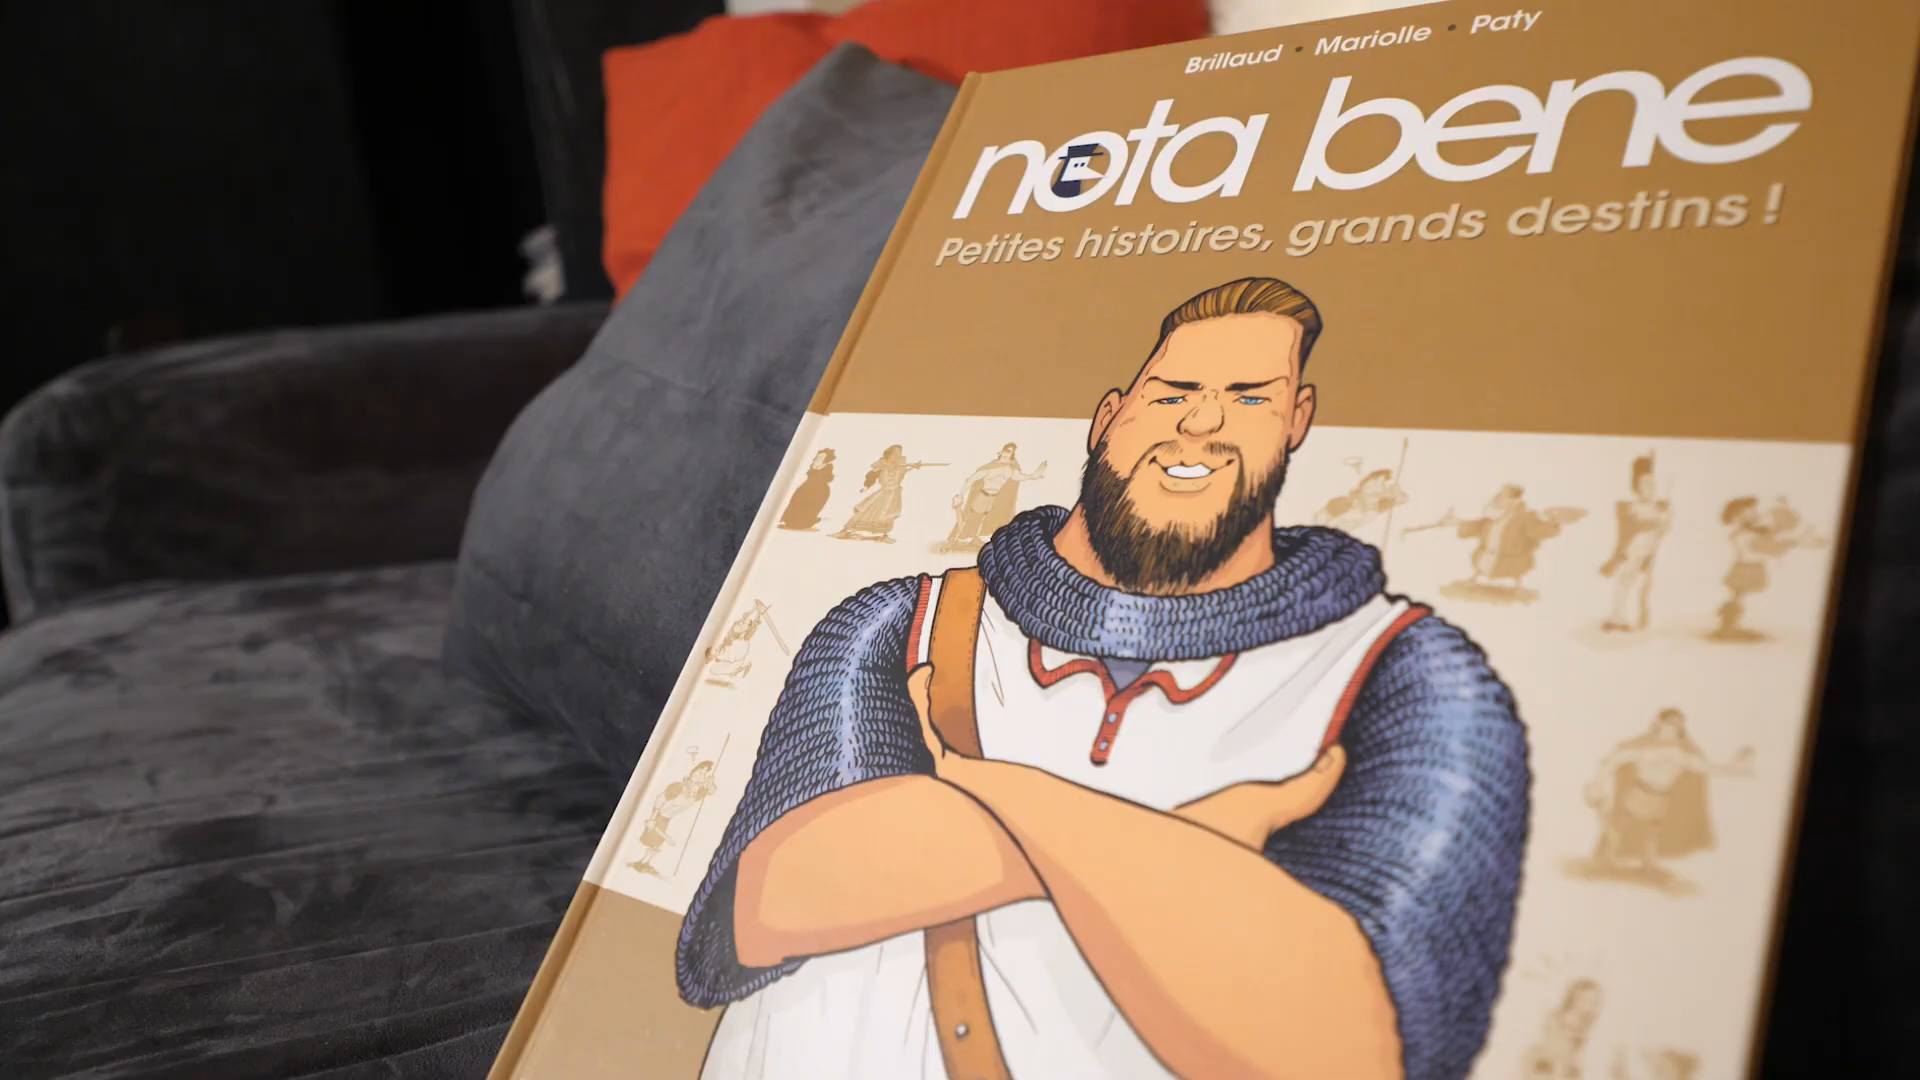 Brillaud • Mariolle • Paty
nota bene
Petites histoires, grands destins !